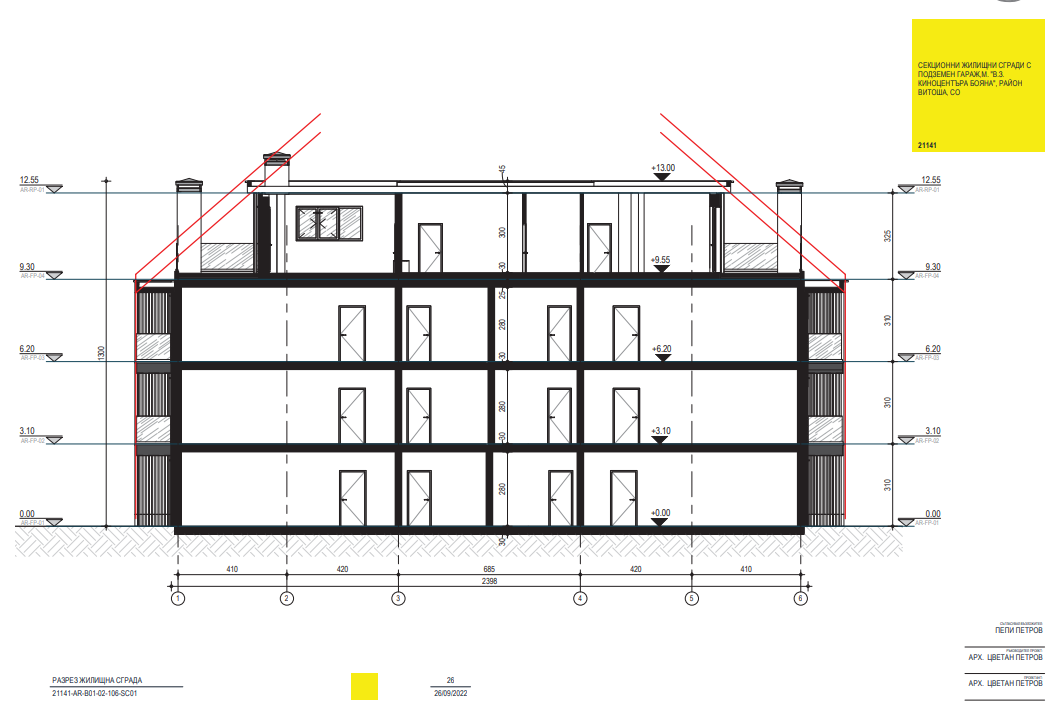 СЕКЦИОННИ ЖИЛИЩНИ СГРАДИ С
ПОДЗЕМЕН ГАРАЖ,М. "В.З.
КИНОЦЕНТЪРА БОЯНА", РАЙОН
ВИТОША, СО
21141
45
+13.00
12.55
AR-RP-01
12.55
AR-RP-01
300
325
+9.55
30
9.30
AR-FP-04
9.30
AR-FP-04
25
280
310
1300
30
+6.20
6.20
AR-FP-03
6.20
AR-FP-03
280
310
30
+3.10
3.10
AR-FP-02
3.10
AR-FP-02
280
310
+0.00
0.00
AR-FP-01
0.00
AR-FP-01
30
410 420 685 420 410
2398
1 2 3 4 5 6
ПЕПИ ПЕТРОВ
АРХ. ЦВЕТАН ПЕТРОВ
АРХ. ЦВЕТАН ПЕТРОВ
РАЗРЕЗ ЖИЛИЩНА СГРАДА
21141-AR-B01-02-106-SC01
26
26/09/2022